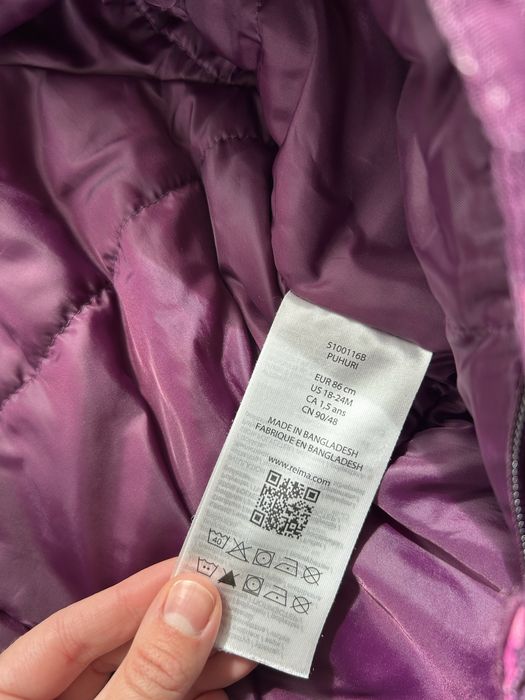 5100116B
PUHURI
EUR 86 cm
US 18-24M
CA 1,5 ans
CN 90/48
MADE IN BANGLADESH
FABRIQUE EN BANGLADESH
www.reima.com
40